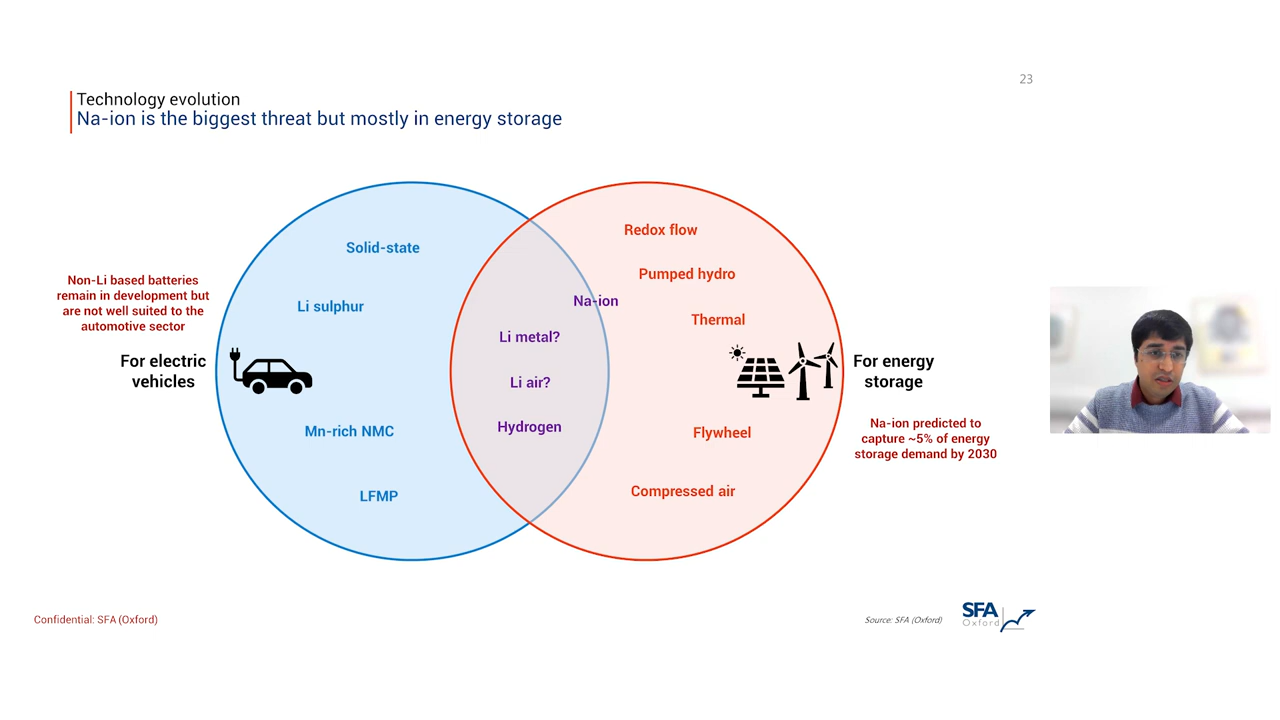 23
Technology evolution
Na-ion is the biggest threat but mostly in energy storage
Solid-state
Li sulphur
Mn-rich NMC
LFMP
Non-Li based batteries
remain in development but
are not well suited to the
automotive sector
For electric
vehicles
Na-ion
Li metal?
Li air?
Hydrogen
Redox flow
Pumped hydro
Thermal
Flywheel
Compressed air
For energy
storage
Na-ion predicted to
capture ~5% of energy
storage demand by 2030
Confidential: SFA (Oxford)
Source: SFA (Oxford)
SFA
Oxford